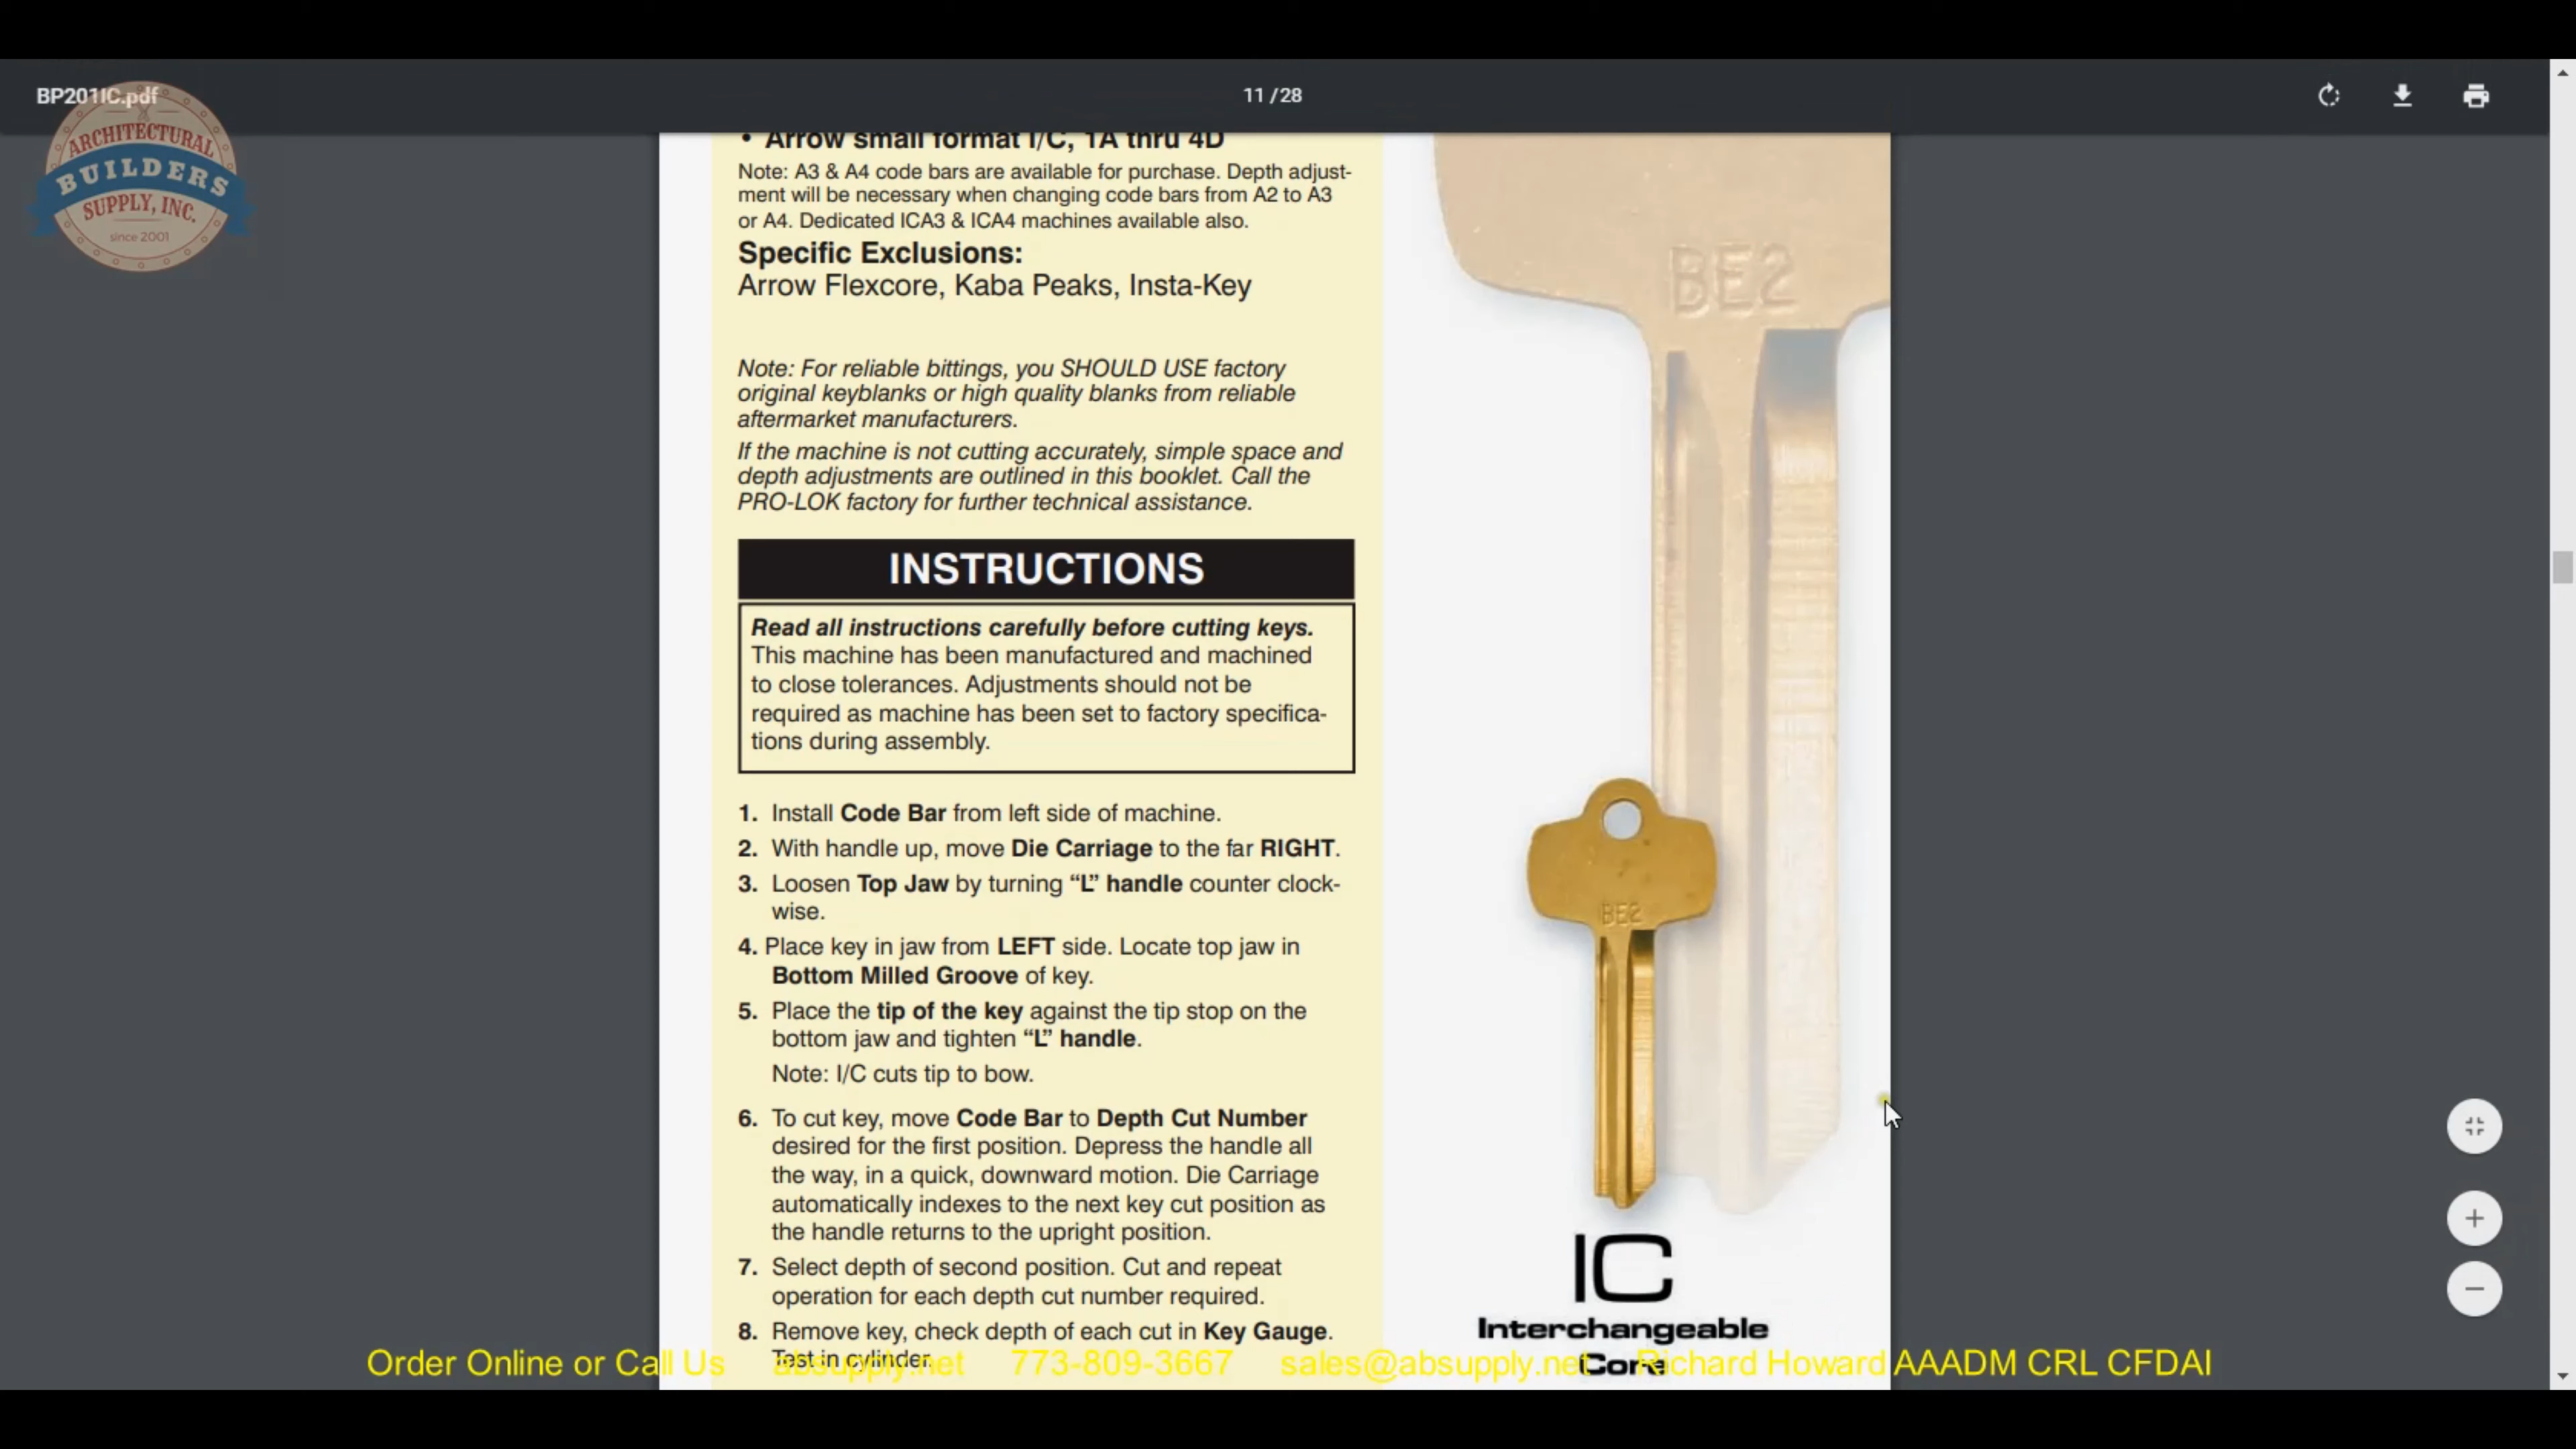 BP201IC.pdf
11 / 28
ARCHITECTURAL
BUILDERS
SUPPLY, INC.
since 2001
• Arrow small format I/C, 1A thru 4D
Note: A3 & A4 code bars are available for purchase. Depth adjust-
ment will be necessary when changing code bars from A2 to A3
or A4. Dedicated ICA3 & ICA4 machines available also.
Specific Exclusions:
Arrow Flexcore, Kaba Peaks, Insta-Key
Note: For reliable bittings, you SHOULD USE factory
original keyblanks or high quality blanks from reliable
aftermarket manufacturers.
If the machine is not cutting accurately, simple space and
depth adjustments are outlined in this booklet. Call the
PRO-LOK factory for further technical assistance.
INSTRUCTIONS
Read all instructions carefully before cutting keys.
This machine has been manufactured and machined
to close tolerances. Adjustments should not be
required as machine has been set to factory specifica-
tions during assembly.
1. Install Code Bar from left side of machine.
2. With handle up, move Die Carriage to the far RIGHT.
3. Loosen Top Jaw by turning “L” handle counter clock-
wise.
4. Place key in jaw from LEFT side. Locate top jaw in
Bottom Milled Groove of key.
5. Place the tip of the key against the tip stop on the
bottom jaw and tighten “L” handle.
Note: I/C cuts tip to bow.
6. To cut key, move Code Bar to Depth Cut Number
desired for the first position. Depress the handle all
the way, in a quick, downward motion. Die Carriage
automatically indexes to the next key cut position as
the handle returns to the upright position.
7. Select depth of second position. Cut and repeat
operation for each depth cut number required.
8. Remove key, check depth of each cut in Key Gauge.
Test in cylinder.
BE2
BE2
IC
Interchangeable
Core
Order Online or Call Us absupply.net 773-809-3667 sales@absupply.net Richard Howard AAADM CRL CFDAI